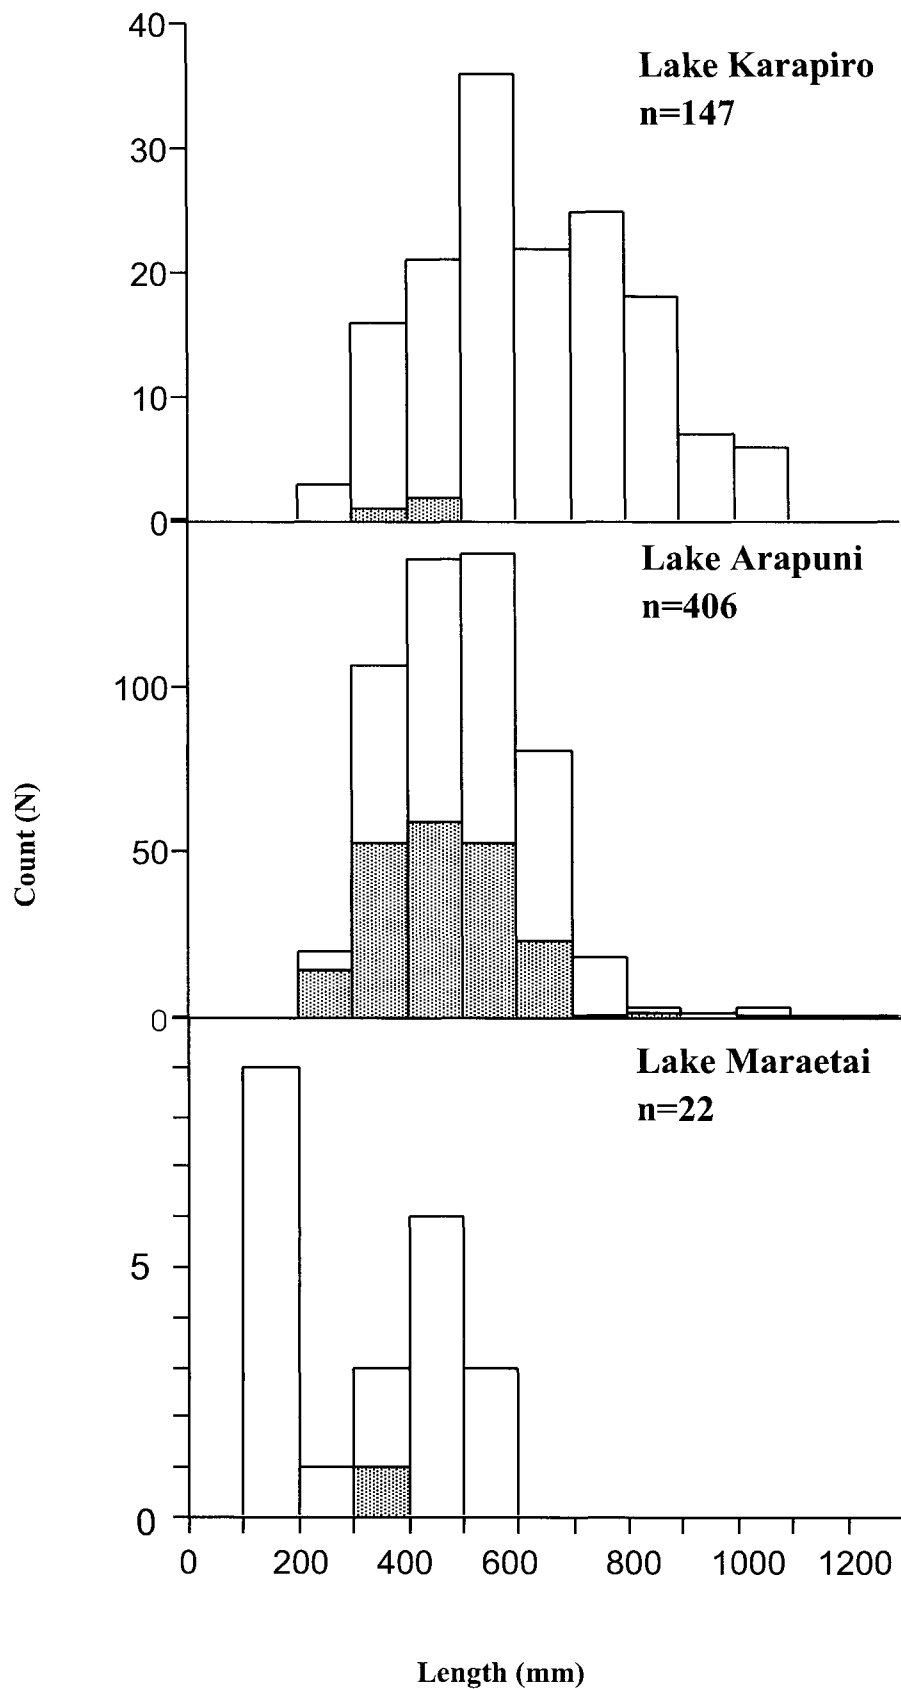 40
Lake Karapiro
n=147
30
20
10
0
Lake Arapuni
n=406
100
50
0
Count (N)
Lake Maraetai
n=22
5
0
0 200 400 600 800 1000 1200
Length (mm)